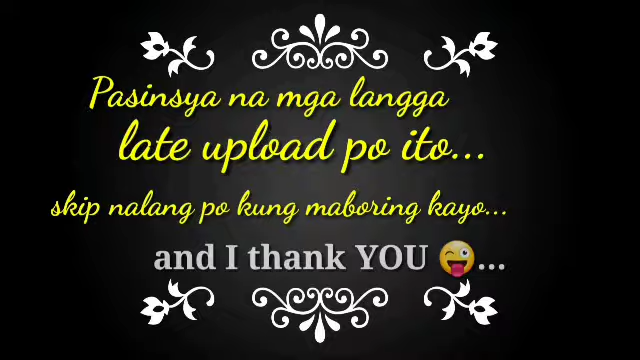 Pasinsya na mga langga
late upload po ito...
skip nalang po kung maboring kayo...
and I thank YOU 😜...